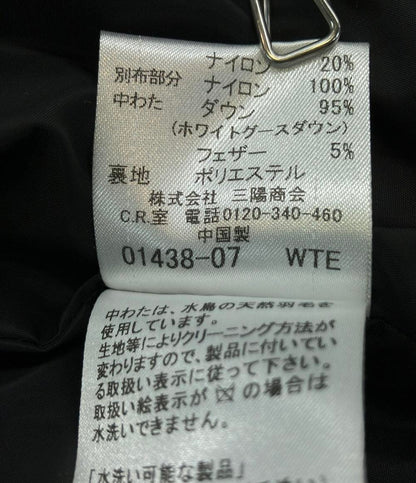 ナイロン 20%
別布部分 ナイロン 100%
中わた ダウン 95%
(ホワイトグースダウン)
フェザー 5%
裏地 ポリエステル
株式会社 三陽商会
C.R.室 電話0120-340-460
中国製
01438-07 WTE
中わたは、水鳥の天然羽毛を
使用しています。
生地等によりクリーニング方法が
変わりますので、製品に付いてい
る取扱い表示に従って下さい。
取扱い絵表示が の場合は
水洗いできません。
「水洗い可能な製品」